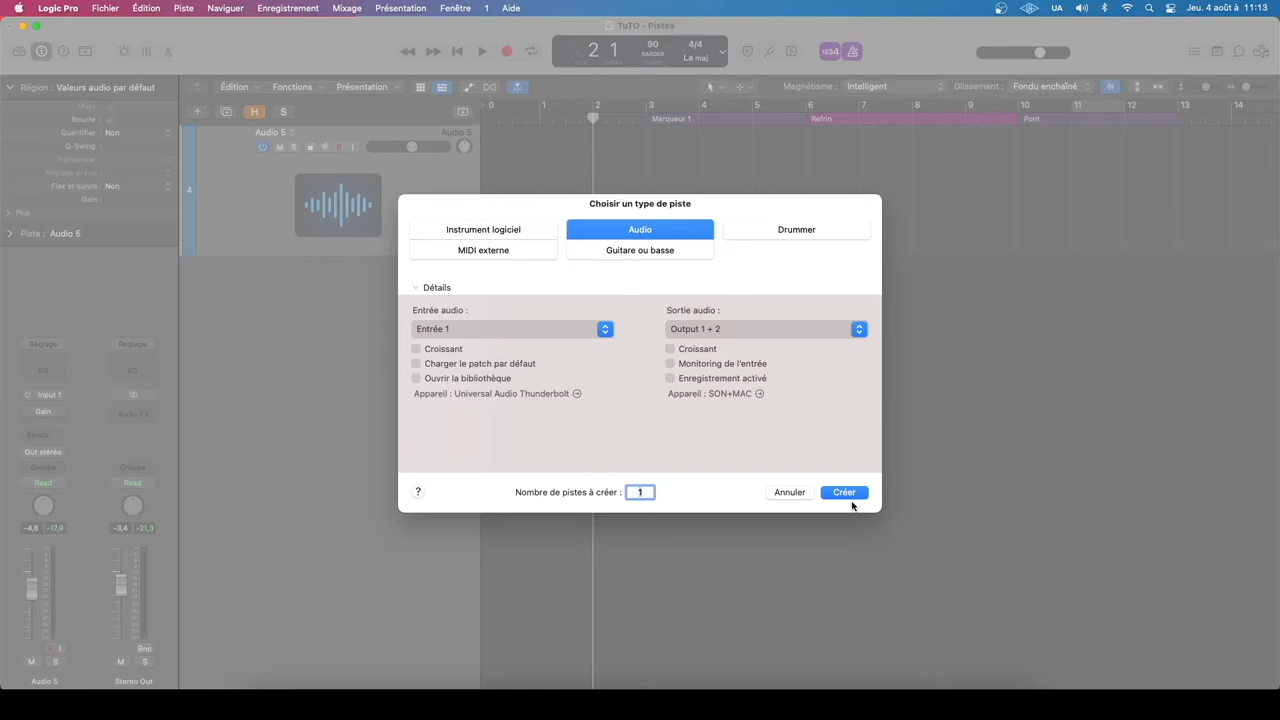 Logic Pro Fichier Édition Piste Naviguer Enregistrement Mixage Présentation Fenêtre 1 Aide UA Jeu. 4 août à 11:13
TuTO - Pistes
2 1 90 GARDER 4/4 La maj 1234
Région : Valeurs audio par défaut Édition Fonctions Présentation Magnétisme : Intelligent Glissement : Fondu enchaîné
Muet :
Boucle :
Quantifier : Non
Q-Swing :
Transposer :
Flex et suivre : Non
Gain :
Plus
Piste : Audio 5
H S
0 1 2 3 4 5 6 7 8 9 10 11 12 13 14
Marqueur 1 Refrin Pont
Audio 5 Audio 5
M S R I
4
Choisir un type de piste
Instrument logiciel Audio Drummer
MIDI externe Guitare ou basse
Détails
Entrée audio : Sortie audio :
Entrée 1 Output 1 + 2
Croissant Croissant
Charger le patch par défaut Monitoring de l'entrée
Ouvrir la bibliothèque Enregistrement activé
Appareil : Universal Audio Thunderbolt Appareil : SON+MAC
? Nombre de pistes à créer : 1 Annuler Créer
Réglage Réglage
EQ EQ
Input 1
Gain Audio FX
Sends
Out stéréo
Groupe Groupe
Read Read
-4,6 -17,9 -3,4 -21,3
R I Bnc
M S M S
Audio 5 Stereo Out